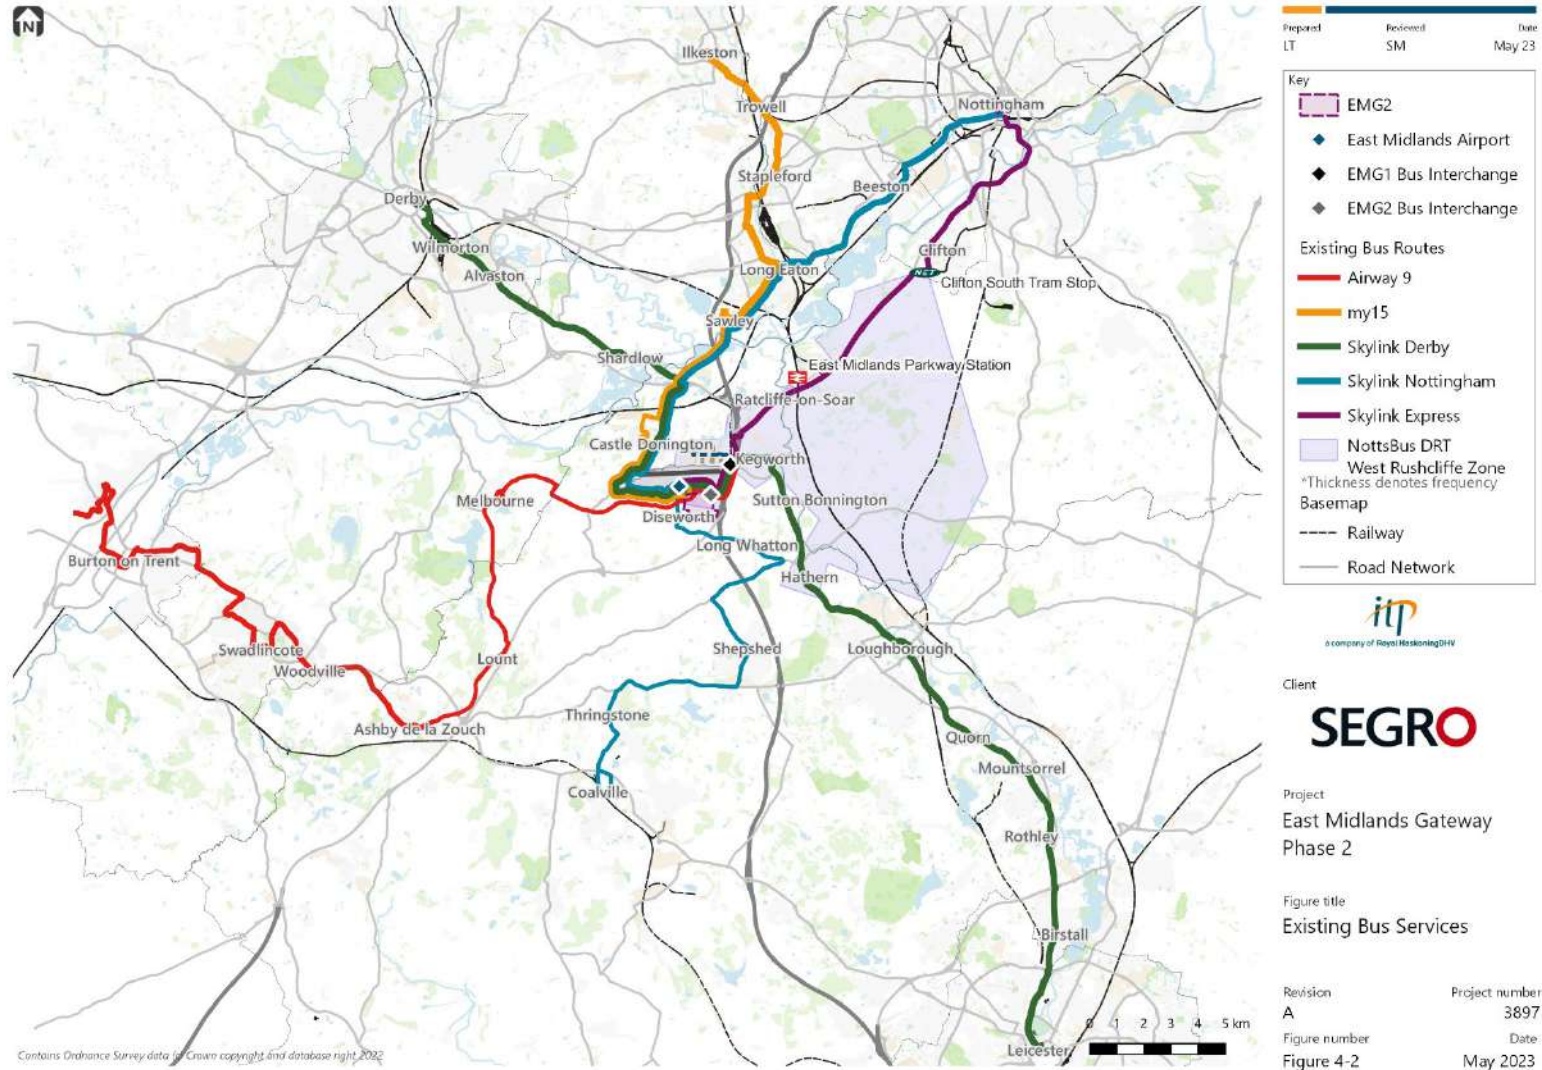 N
Ilkeston
Trowell
Nottingham
Stapleford
Beeston
Derby
Wilmorton
Alvaston
Long Eaton
Clifton
NET
Clifton South Tram Stop
Sawley
Shardlow
East Midlands Parkway Station
Ratcliffe-on-Soar
Castle Donington
Kegworth
Melbourne
Sutton Bonnington
Diseworth
Long Whatton
Burton on Trent
Hathern
Swadlincote
Woodville
Lount
Shepshed
Loughborough
Thringstone
Ashby de la Zouch
Quorn
Mountsorrel
Coalville
Rothley
Birstall
Leicester
0 1 2 3 4 5 km
Contains Ordnance Survey data © Crown copyright and database right 2022
Prepared Reviewed Date
LT SM May 23
Key
EMG2
East Midlands Airport
EMG1 Bus Interchange
EMG2 Bus Interchange
Existing Bus Routes
Airway 9
my15
Skylink Derby
Skylink Nottingham
Skylink Express
NottsBus DRT
West Rushcliffe Zone
*Thickness denotes frequency
Basemap
Railway
Road Network
itp
a company of Royal HaskoningDHV
Client
SEGRO
Project
East Midlands Gateway
Phase 2
Figure title
Existing Bus Services
Revision Project number
A 3897
Figure number Date
Figure 4-2 May 2023